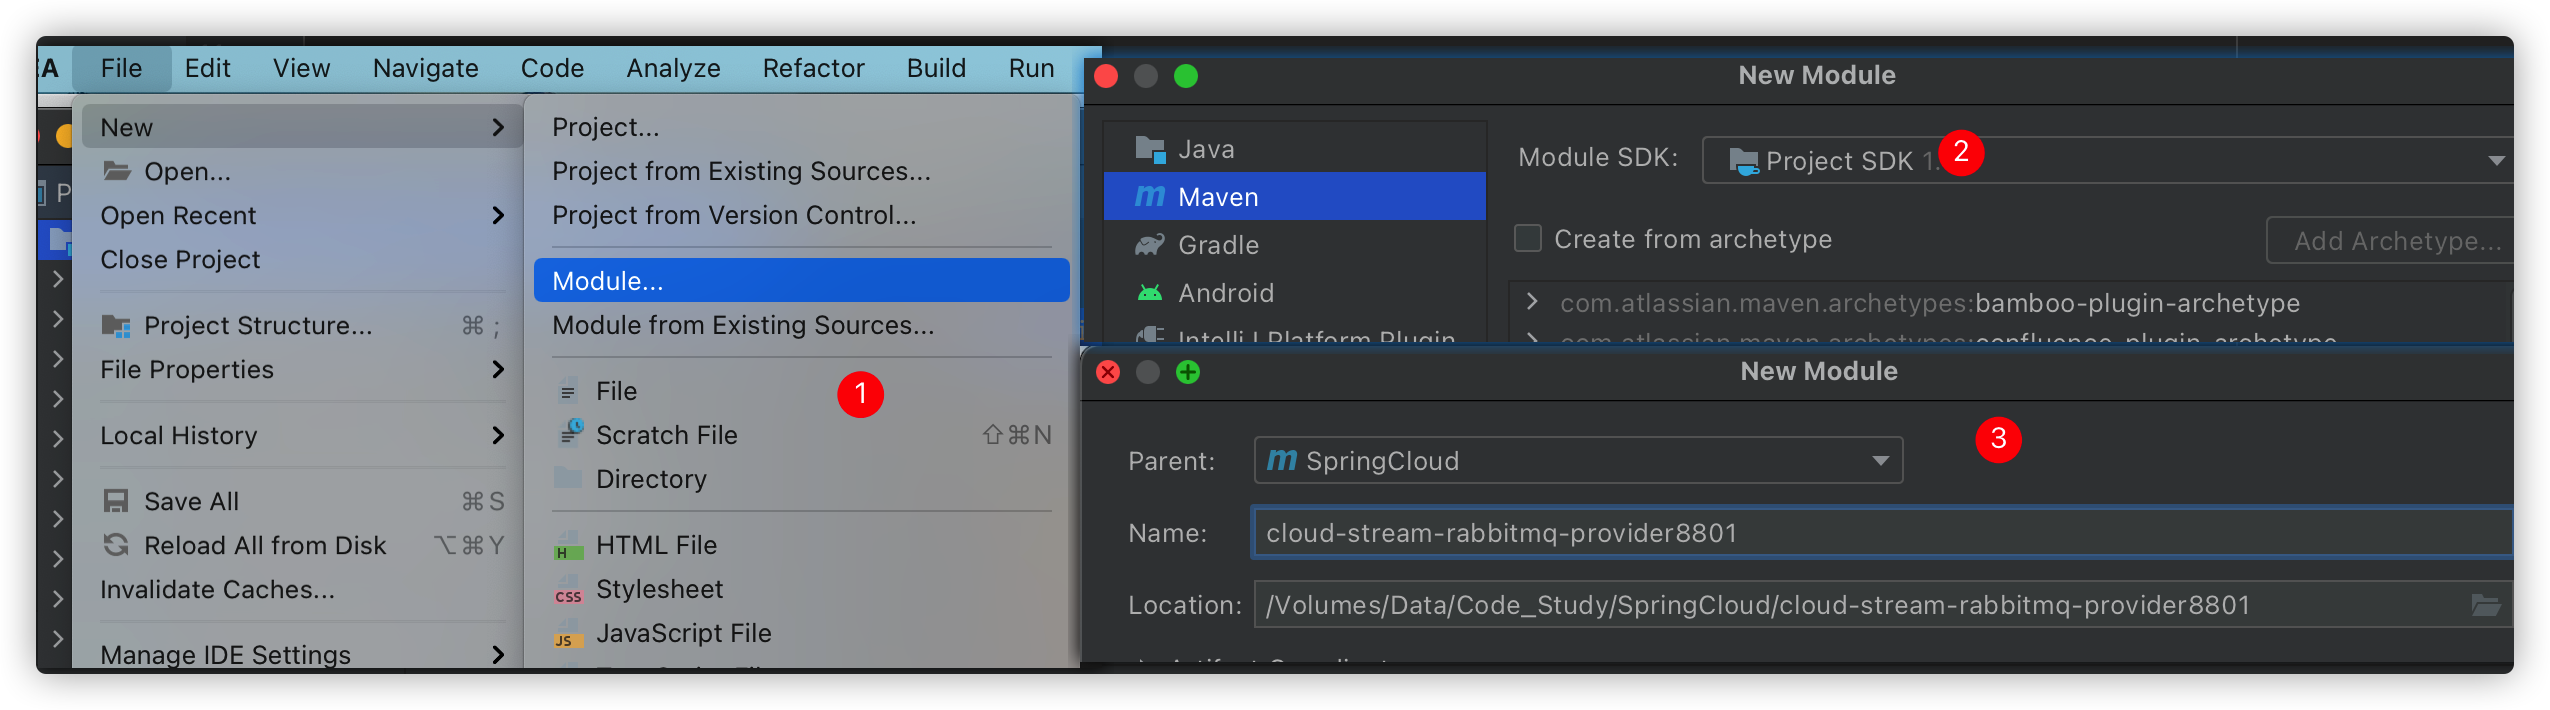 EA File Edit View Navigate Code Analyze Refactor Build Run
New
Open...
Open Recent
Close Project
Project Structure... ⌘ ;
File Properties
Local History
Save All ⌘S
Reload All from Disk ⌥⌘Y
Invalidate Caches...
Manage IDE Settings
P
Project...
Project from Existing Sources...
Project from Version Control...
Module...
Module from Existing Sources...
File
1
Scratch File ⇧⌘N
Directory
H HTML File
CSS Stylesheet
JS JavaScript File
New Module
Java
m Maven
Gradle
Android
IntelliJ Platform Plugin
Module SDK: Project SDK 1.
2
Create from archetype Add Archetype...
com.atlassian.maven.archetypes:bamboo-plugin-archetype
com.atlassian.maven.archetypes:confluence-plugin-archetype
New Module
3
Parent: m SpringCloud
Name: cloud-stream-rabbitmq-provider8801
Location: /Volumes/Data/Code_Study/SpringCloud/cloud-stream-rabbitmq-provider8801